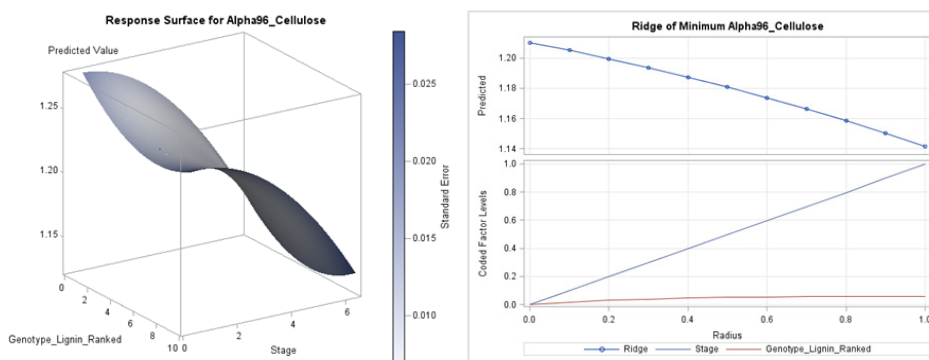 Response Surface for Alpha96_Cellulose
Predicted Value
1.25
1.20
1.15
0
2
4
6
8
10
Genotype_Lignin_Ranked
0
2
4
6
Stage
0.025
0.020
0.015
0.010
Standard Error
Ridge of Minimum Alpha96_Cellulose
Predicted
1.20
1.18
1.16
1.14
Coded Factor Levels
1.0
0.8
0.6
0.4
0.2
0.0
0.0 0.2 0.4 0.6 0.8 1.0
Radius
Ridge Stage Genotype_Lignin_Ranked